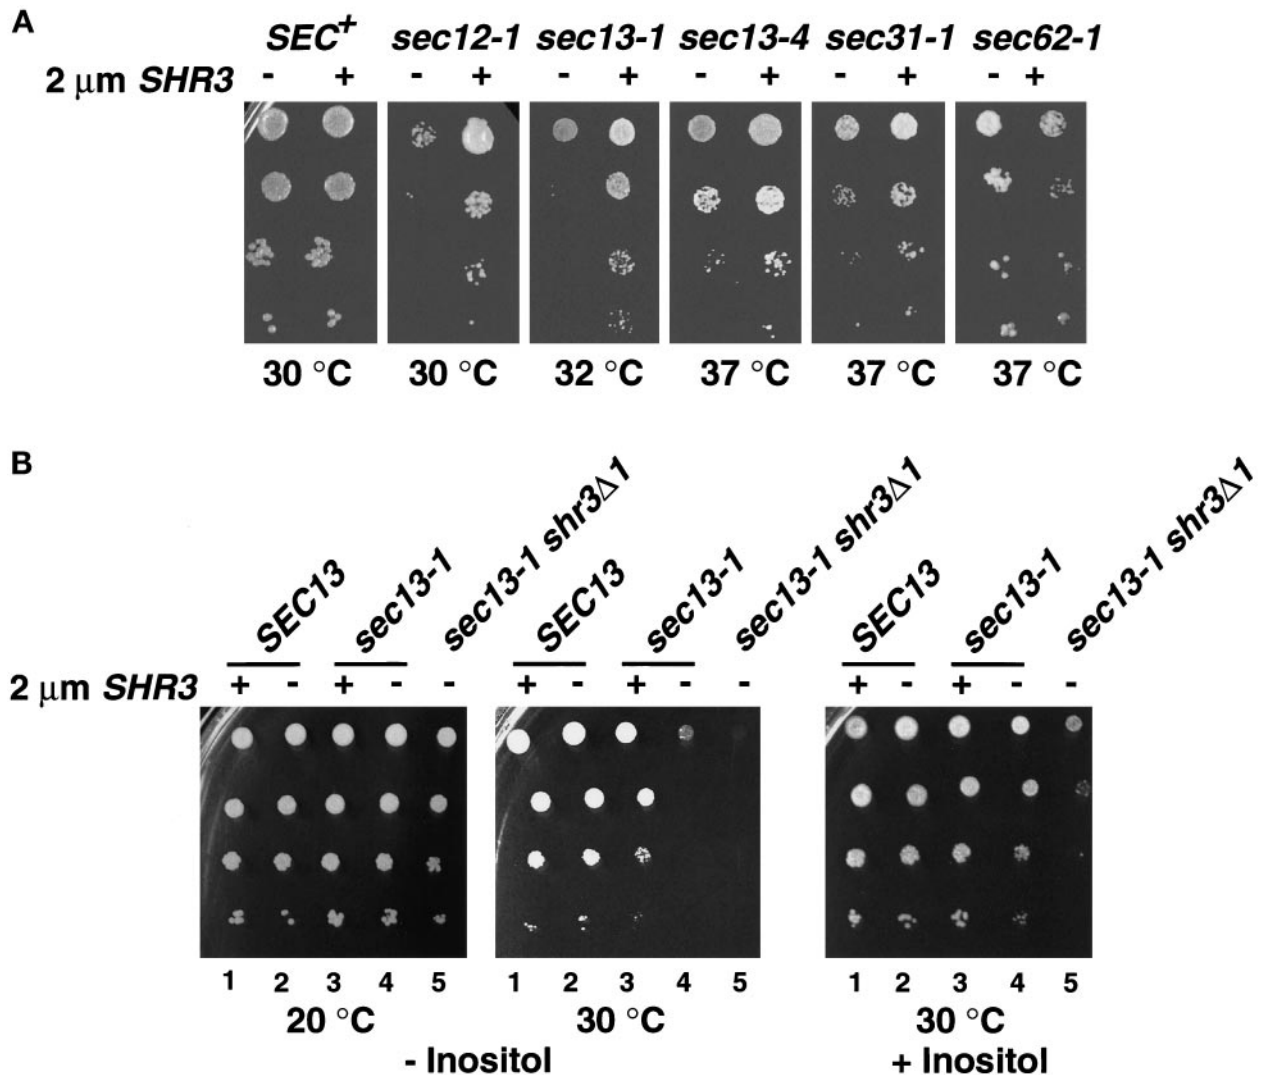 A
SEC+ sec12-1 sec13-1 sec13-4 sec31-1 sec62-1
2 μm SHR3 - + - + - + - + - + - +
30 °C 30 °C 32 °C 37 °C 37 °C 37 °C
B
SEC13 sec13-1 sec13-1 shr3Δ1 SEC13 sec13-1 sec13-1 shr3Δ1 SEC13 sec13-1 sec13-1 shr3Δ1
2 μm SHR3 + - + - - + - + - - + - + - -
1 2 3 4 5 1 2 3 4 5 1 2 3 4 5
20 °C 30 °C 30 °C
- Inositol + Inositol